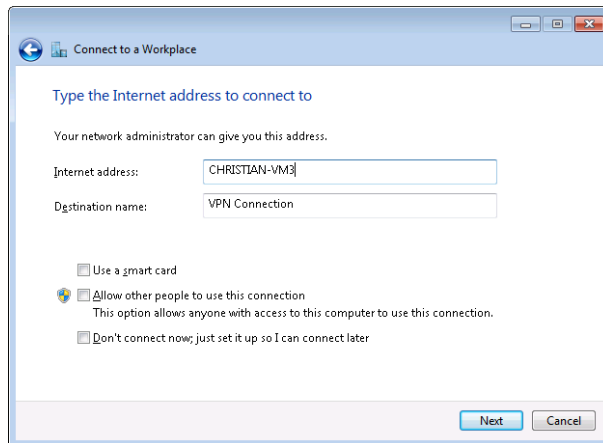 Connect to a Workplace
Type the Internet address to connect to
Your network administrator can give you this address.
Internet address: CHRISTIAN-VM3
Destination name: VPN Connection
Use a smart card
Allow other people to use this connection
This option allows anyone with access to this computer to use this connection.
Don't connect now; just set it up so I can connect later
Next Cancel